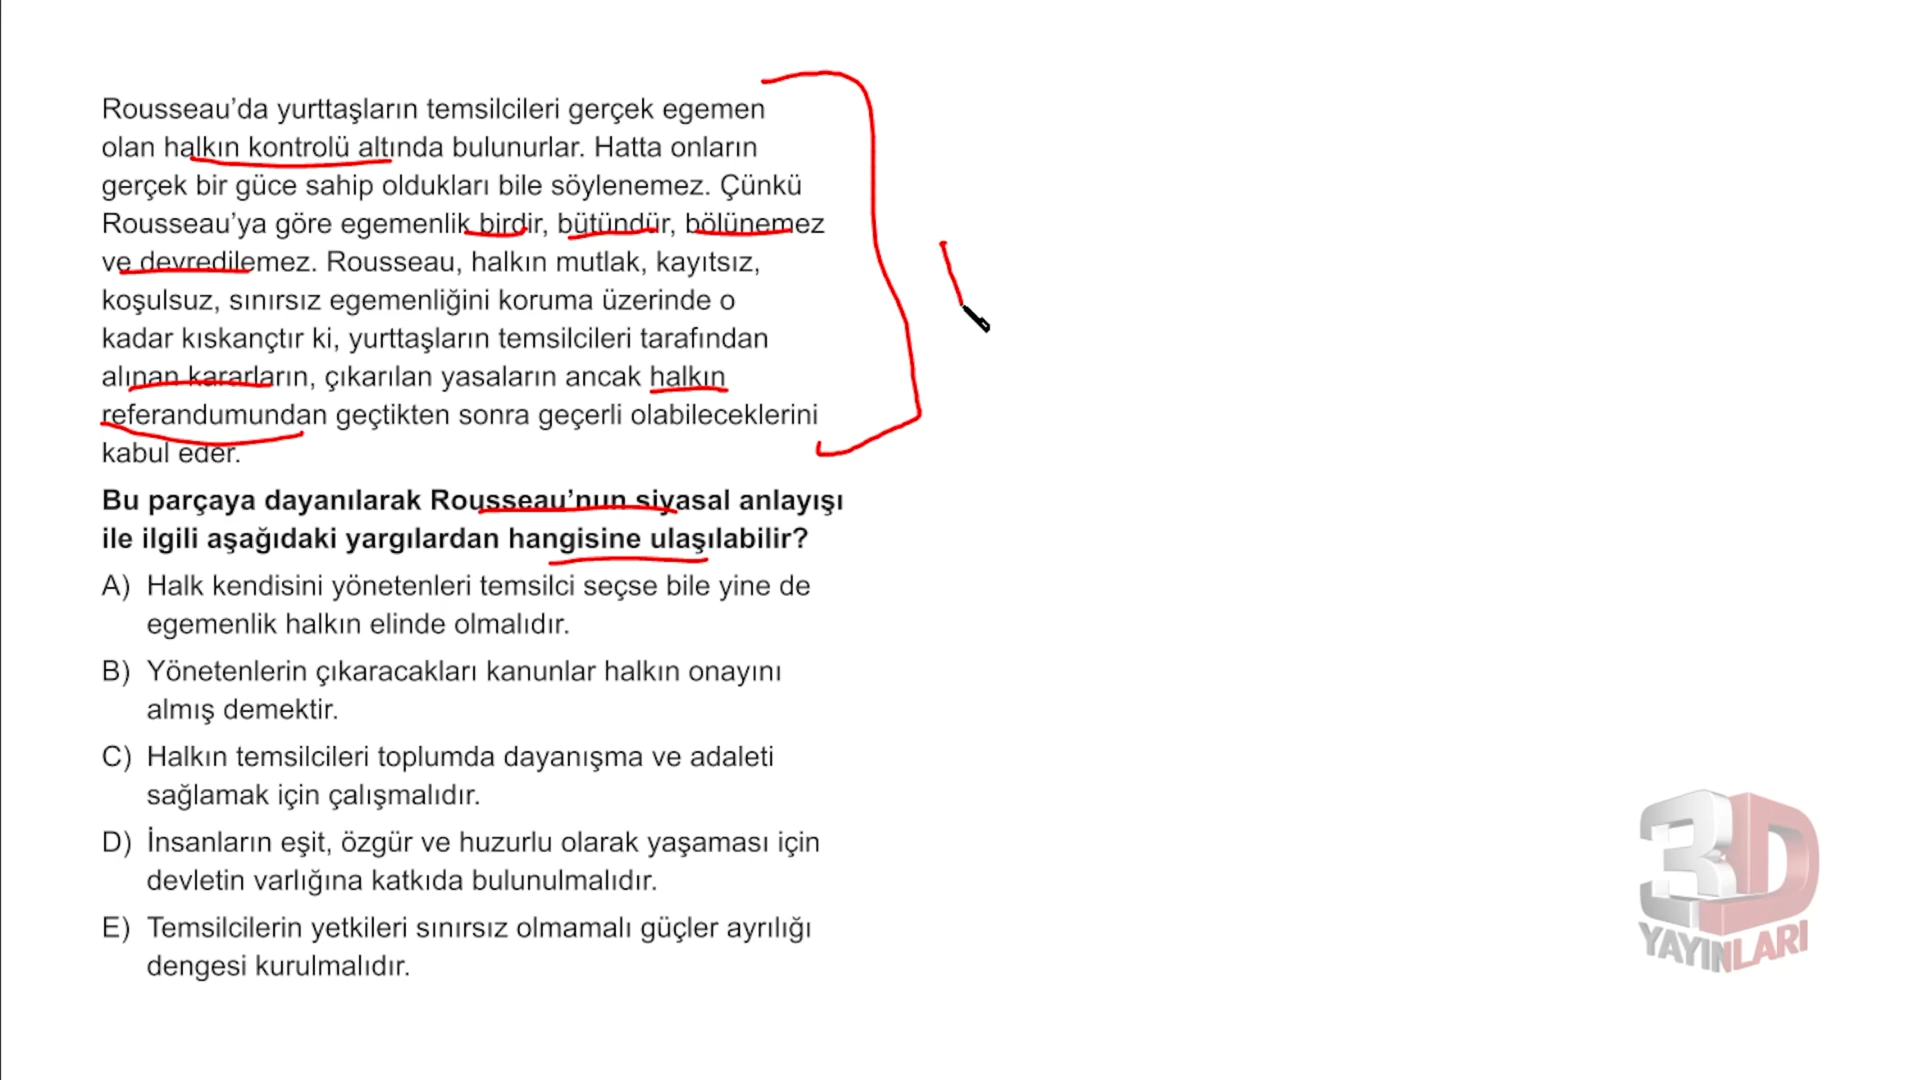 Rousseau'da yurttaşların temsilcileri gerçek egemen
olan halkın kontrolü altında bulunurlar. Hatta onların
gerçek bir güce sahip oldukları bile söylenemez. Çünkü
Rousseau'ya göre egemenlik birdir, bütündür, bölünemez
ve devredilemez. Rousseau, halkın mutlak, kayıtsız,
koşulsuz, sınırsız egemenliğini koruma üzerinde o
kadar kıskançtır ki, yurttaşların temsilcileri tarafından
alınan kararların, çıkarılan yasaların ancak halkın
referandumundan geçtikten sonra geçerli olabileceklerini
kabul eder.
Bu parçaya dayanılarak Rousseau'nun siyasal anlayışı
ile ilgili aşağıdaki yargılardan hangisine ulaşılabilir?
A) Halk kendisini yönetenleri temsilci seçse bile yine de
egemenlik halkın elinde olmalıdır.
B) Yönetenlerin çıkaracakları kanunlar halkın onayını
almış demektir.
C) Halkın temsilcileri toplumda dayanışma ve adaleti
sağlamak için çalışmalıdır.
D) İnsanların eşit, özgür ve huzurlu olarak yaşaması için
devletin varlığına katkıda bulunulmalıdır.
E) Temsilcilerin yetkileri sınırsız olmamalı güçler ayrılığı
dengesi kurulmalıdır.
3D
YAYINLARI